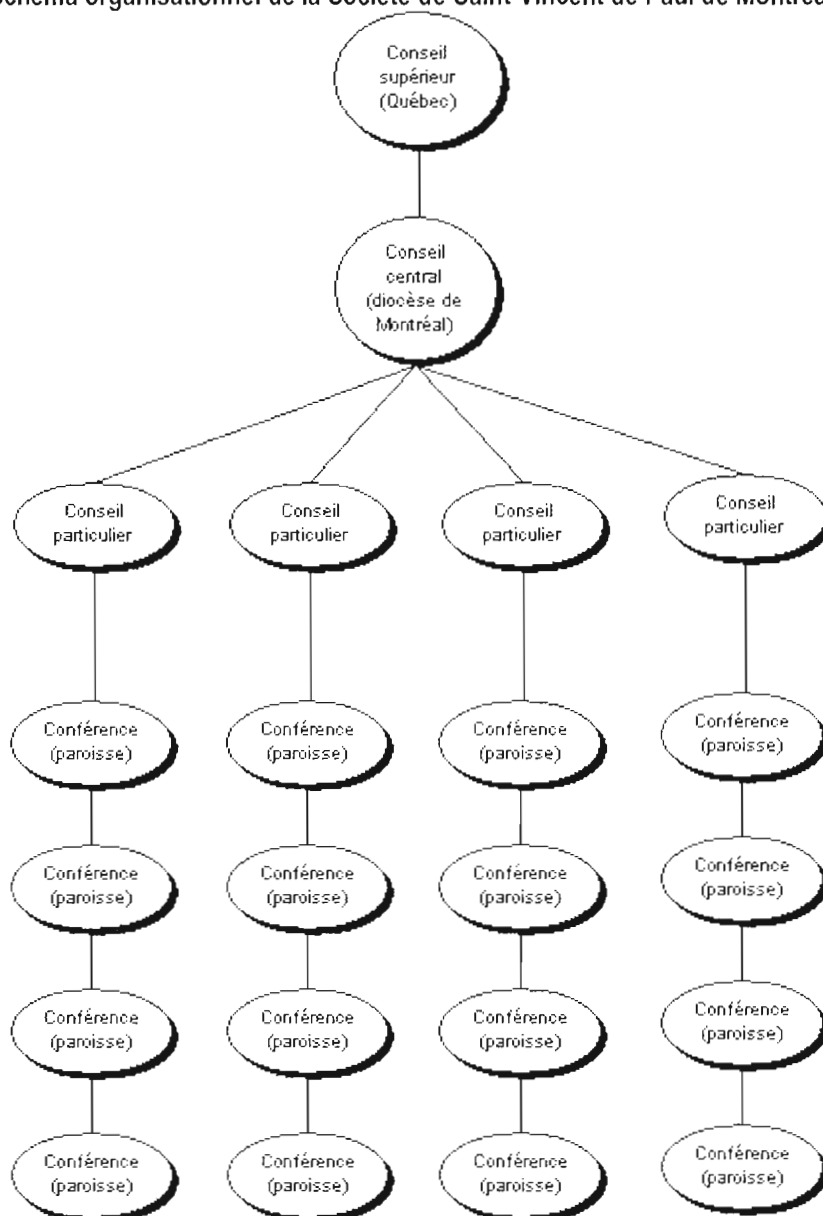 Schéma organisationnel de la Société de Saint-Vincent de Paul de Montréal
Conseil
supérieur
(Québec)
Conseil
central
(diocèse de
Montréal)
Conseil
particulier
Conseil
particulier
Conseil
particulier
Conseil
particulier
Conférence
(paroisse)
Conférence
(paroisse)
Conférence
(paroisse)
Conférence
(paroisse)
Conférence
(paroisse)
Conférence
(paroisse)
Conférence
(paroisse)
Conférence
(paroisse)
Conférence
(paroisse)
Conférence
(paroisse)
Conférence
(paroisse)
Conférence
(paroisse)
Conférence
(paroisse)
Conférence
(paroisse)
Conférence
(paroisse)
Conférence
(paroisse)